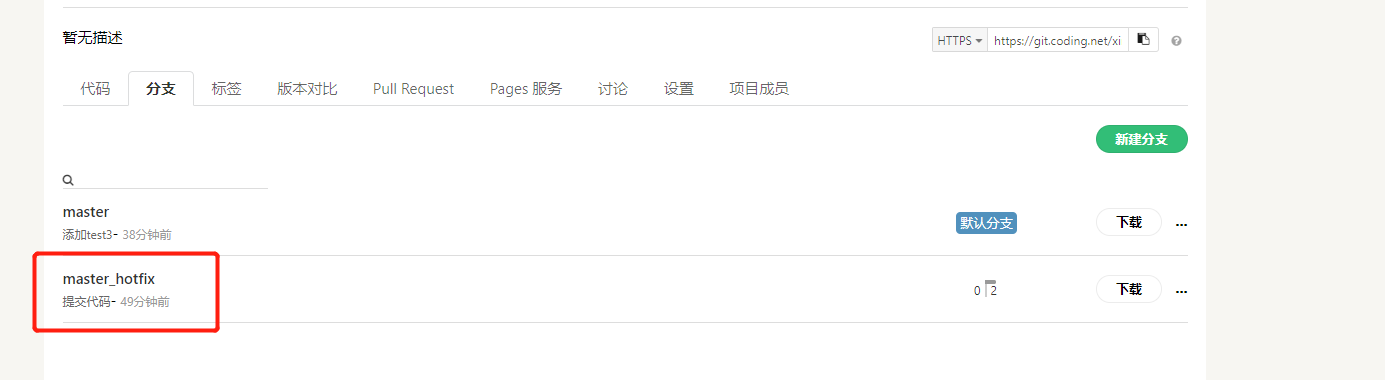 暂无描述
HTTPS https://git.coding.net/xi
代码 分支 标签 版本对比 Pull Request Pages 服务 讨论 设置 项目成员
新建分支
master
添加test3- 38分钟前
默认分支 下载 ...
master_hotfix
提交代码- 49分钟前
0 2 下载 ...